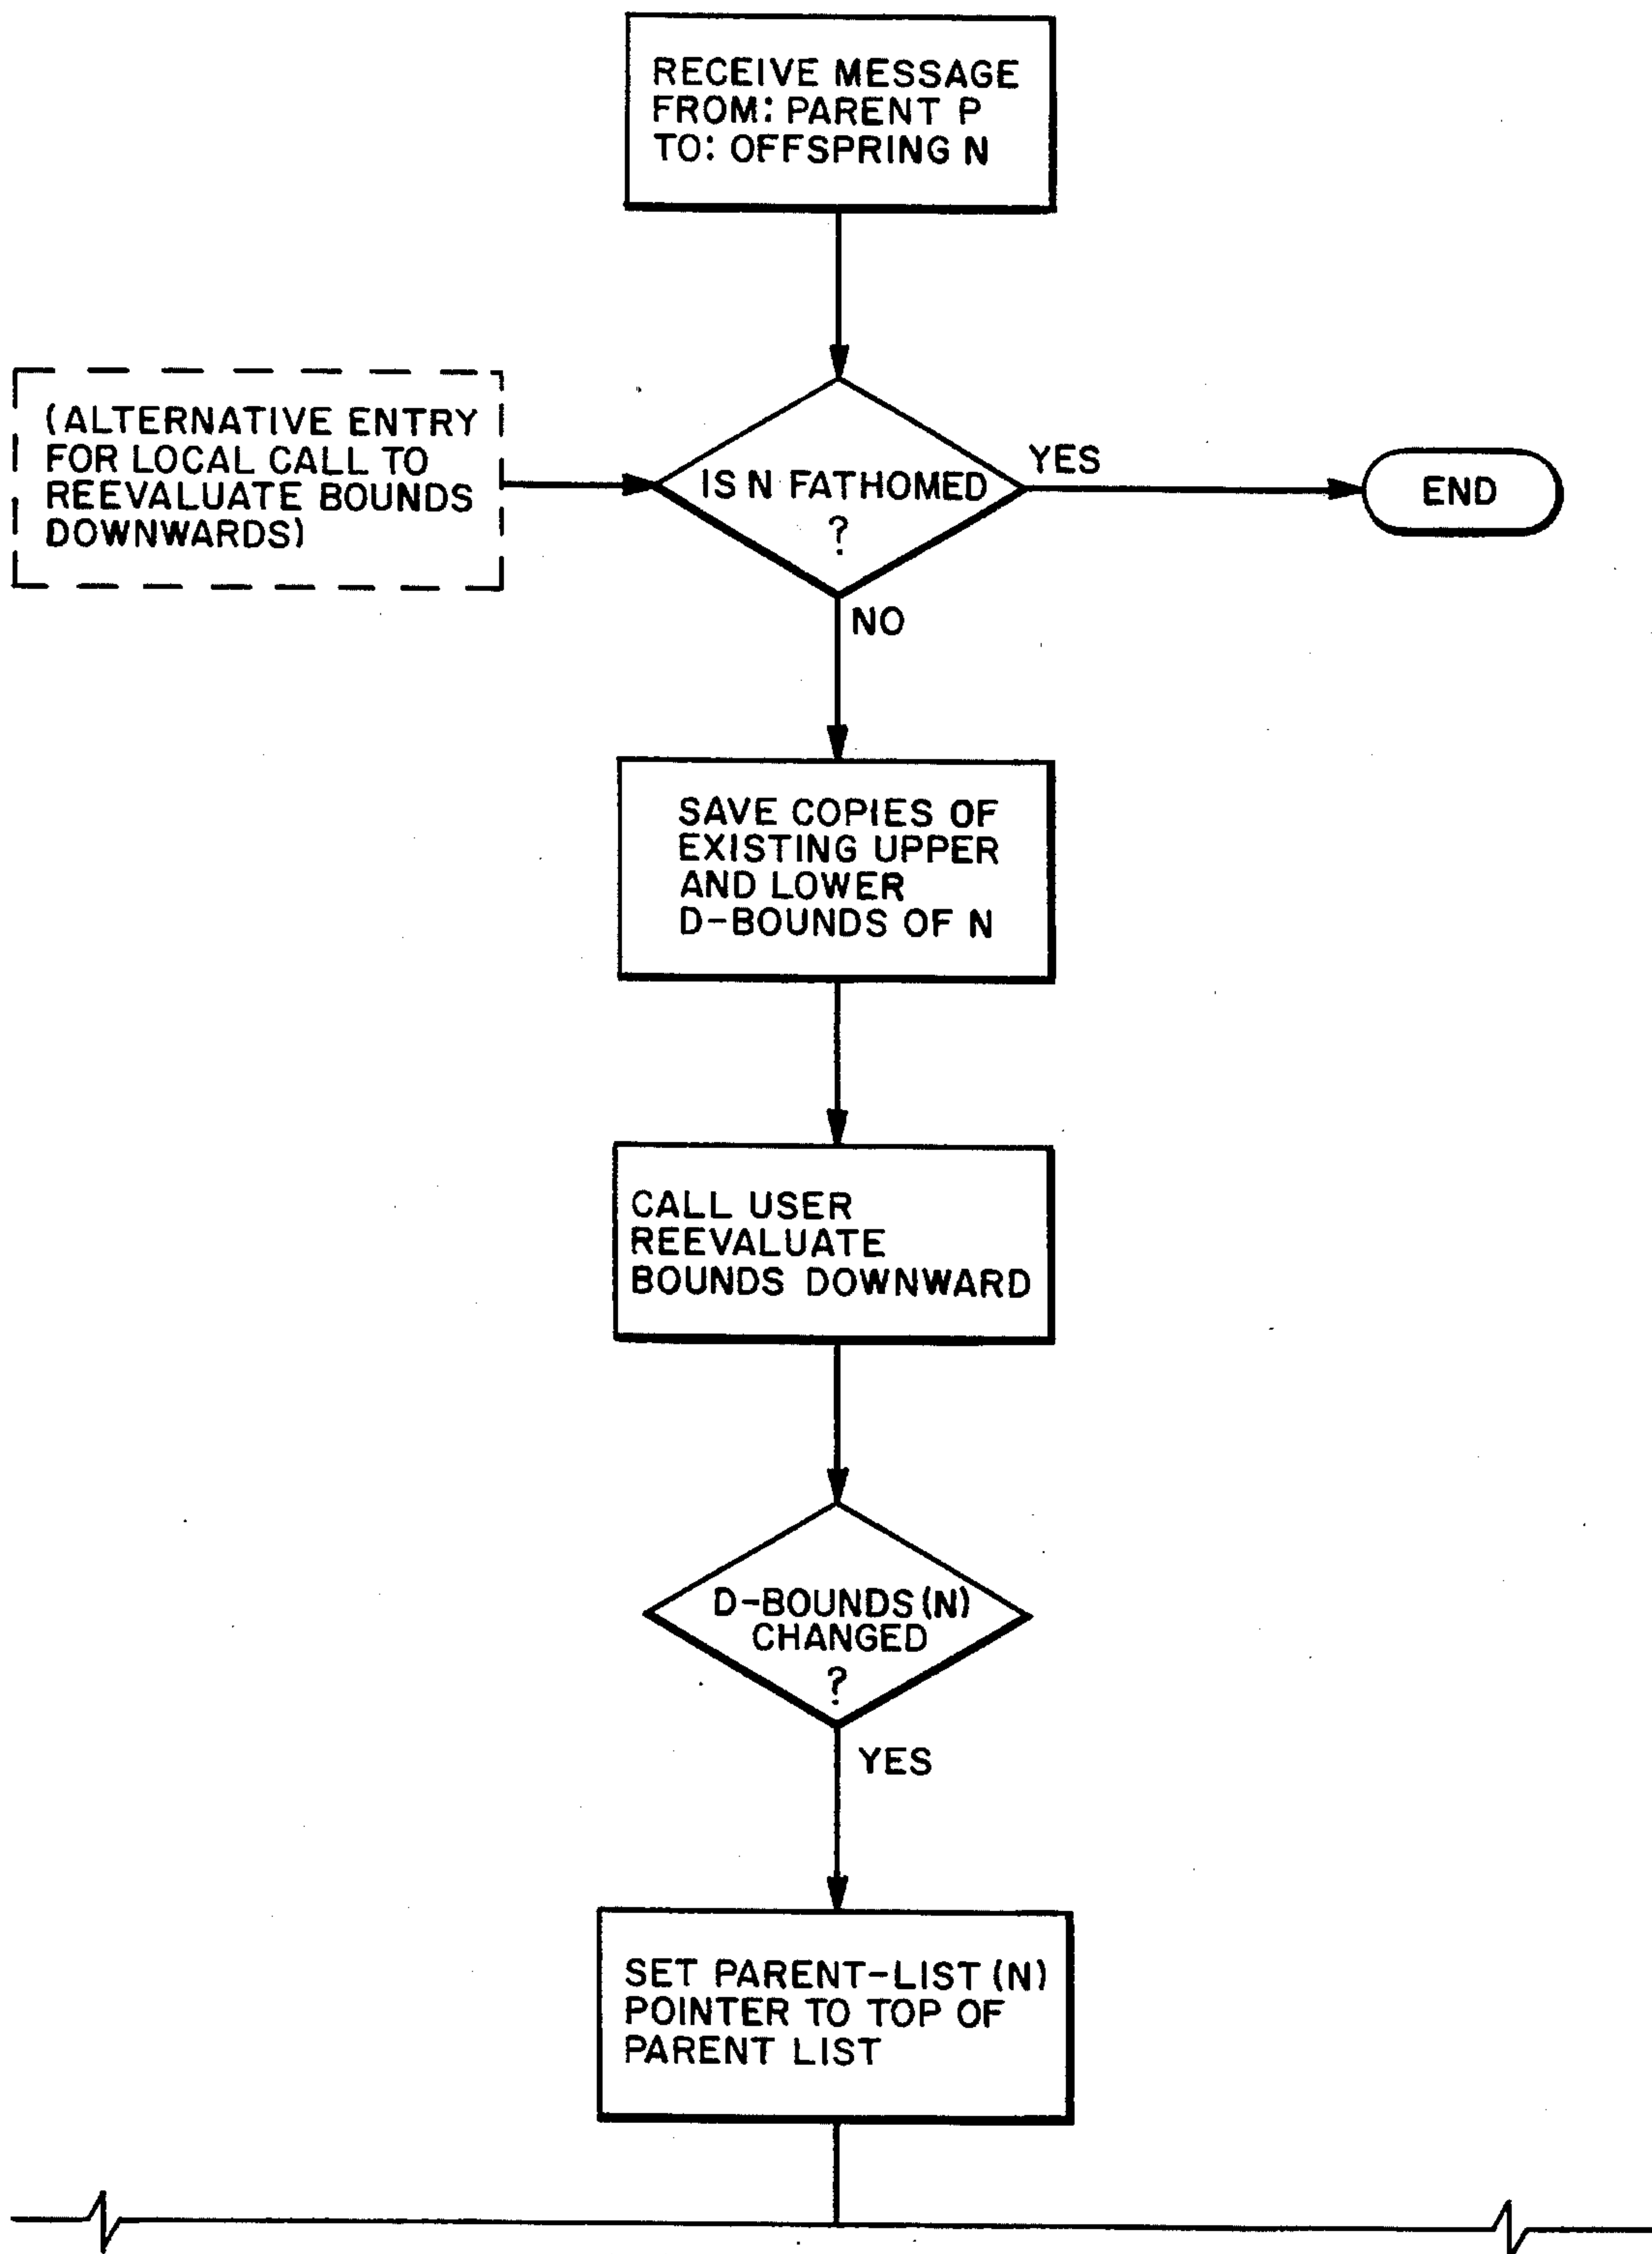 RECEIVE MESSAGE
FROM: PARENT P
TO: OFFSPRING N
(ALTERNATIVE ENTRY
FOR LOCAL CALL TO
REEVALUATE BOUNDS
DOWNWARDS)
IS N FATHOMED
?
YES
END
NO
SAVE COPIES OF
EXISTING UPPER
AND LOWER
D-BOUNDS OF N
CALL USER
REEVALUATE
BOUNDS DOWNWARD
D-BOUNDS (N)
CHANGED
?
YES
SET PARENT-LIST (N)
POINTER TO TOP OF
PARENT LIST